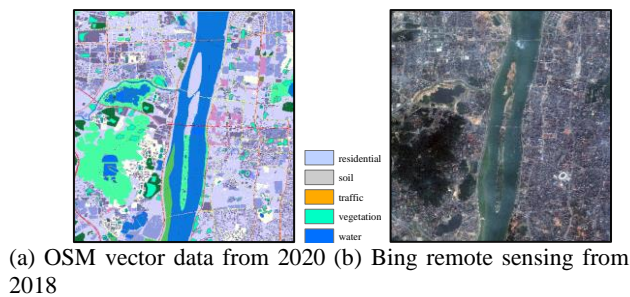 residential
soil
traffic
vegetation
water
(a) OSM vector data from 2020 (b) Bing remote sensing from
2018